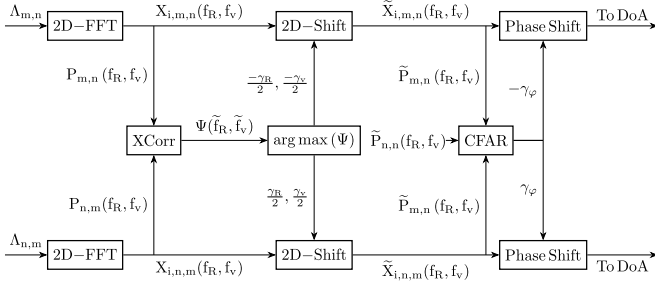 Λm,n 2D−FFT Xi,m,n(fR, fv) 2D−Shift X̃i,m,n(fR, fv) Phase Shift To DoA
Pm,n(fR, fv) −γR/2, −γv/2 P̃m,n(fR, fv) −γφ
XCorr Ψ(f̃R, f̃v) arg max (Ψ) P̃n,n(fR, fv) CFAR
Pn,m(fR, fv) γR/2, γv/2 P̃m,n(fR, fv) γφ
Λn,m 2D−FFT Xi,n,m(fR, fv) 2D−Shift X̃i,n,m(fR, fv) Phase Shift To DoA